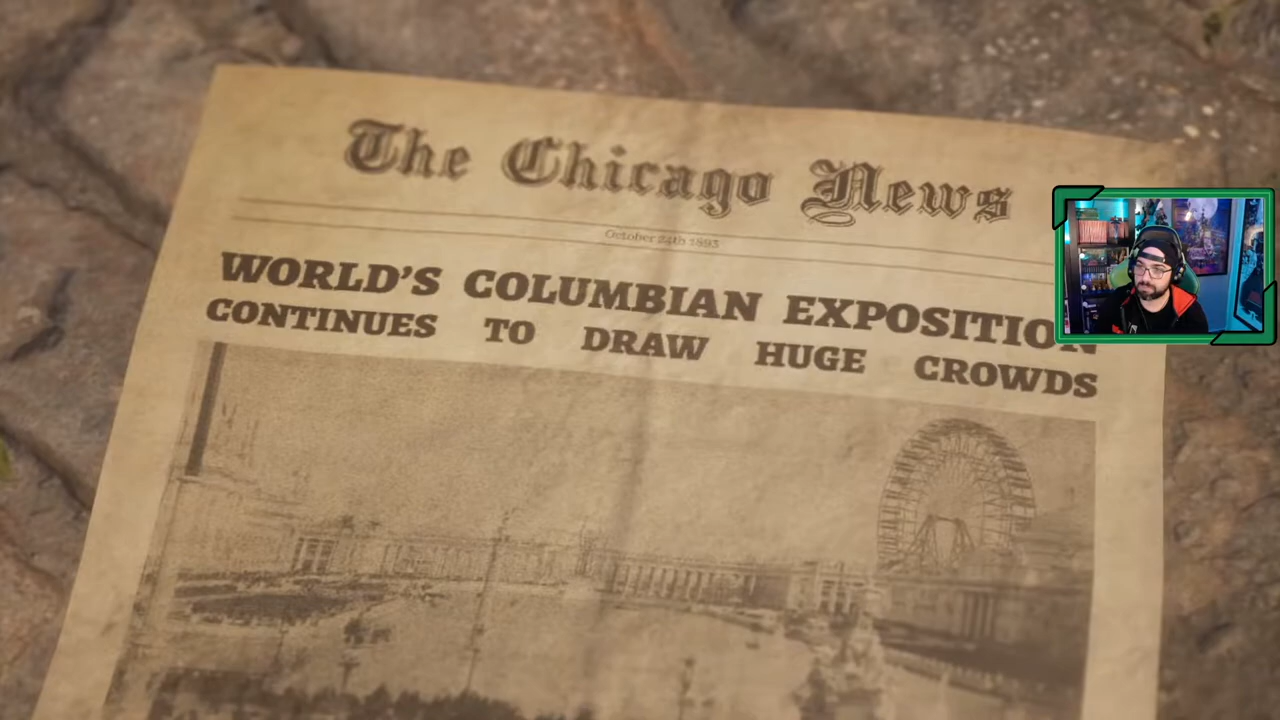 The Chicago News
October 24th 1893
WORLD'S COLUMBIAN EXPOSITION
CONTINUES TO DRAW HUGE CROWDS